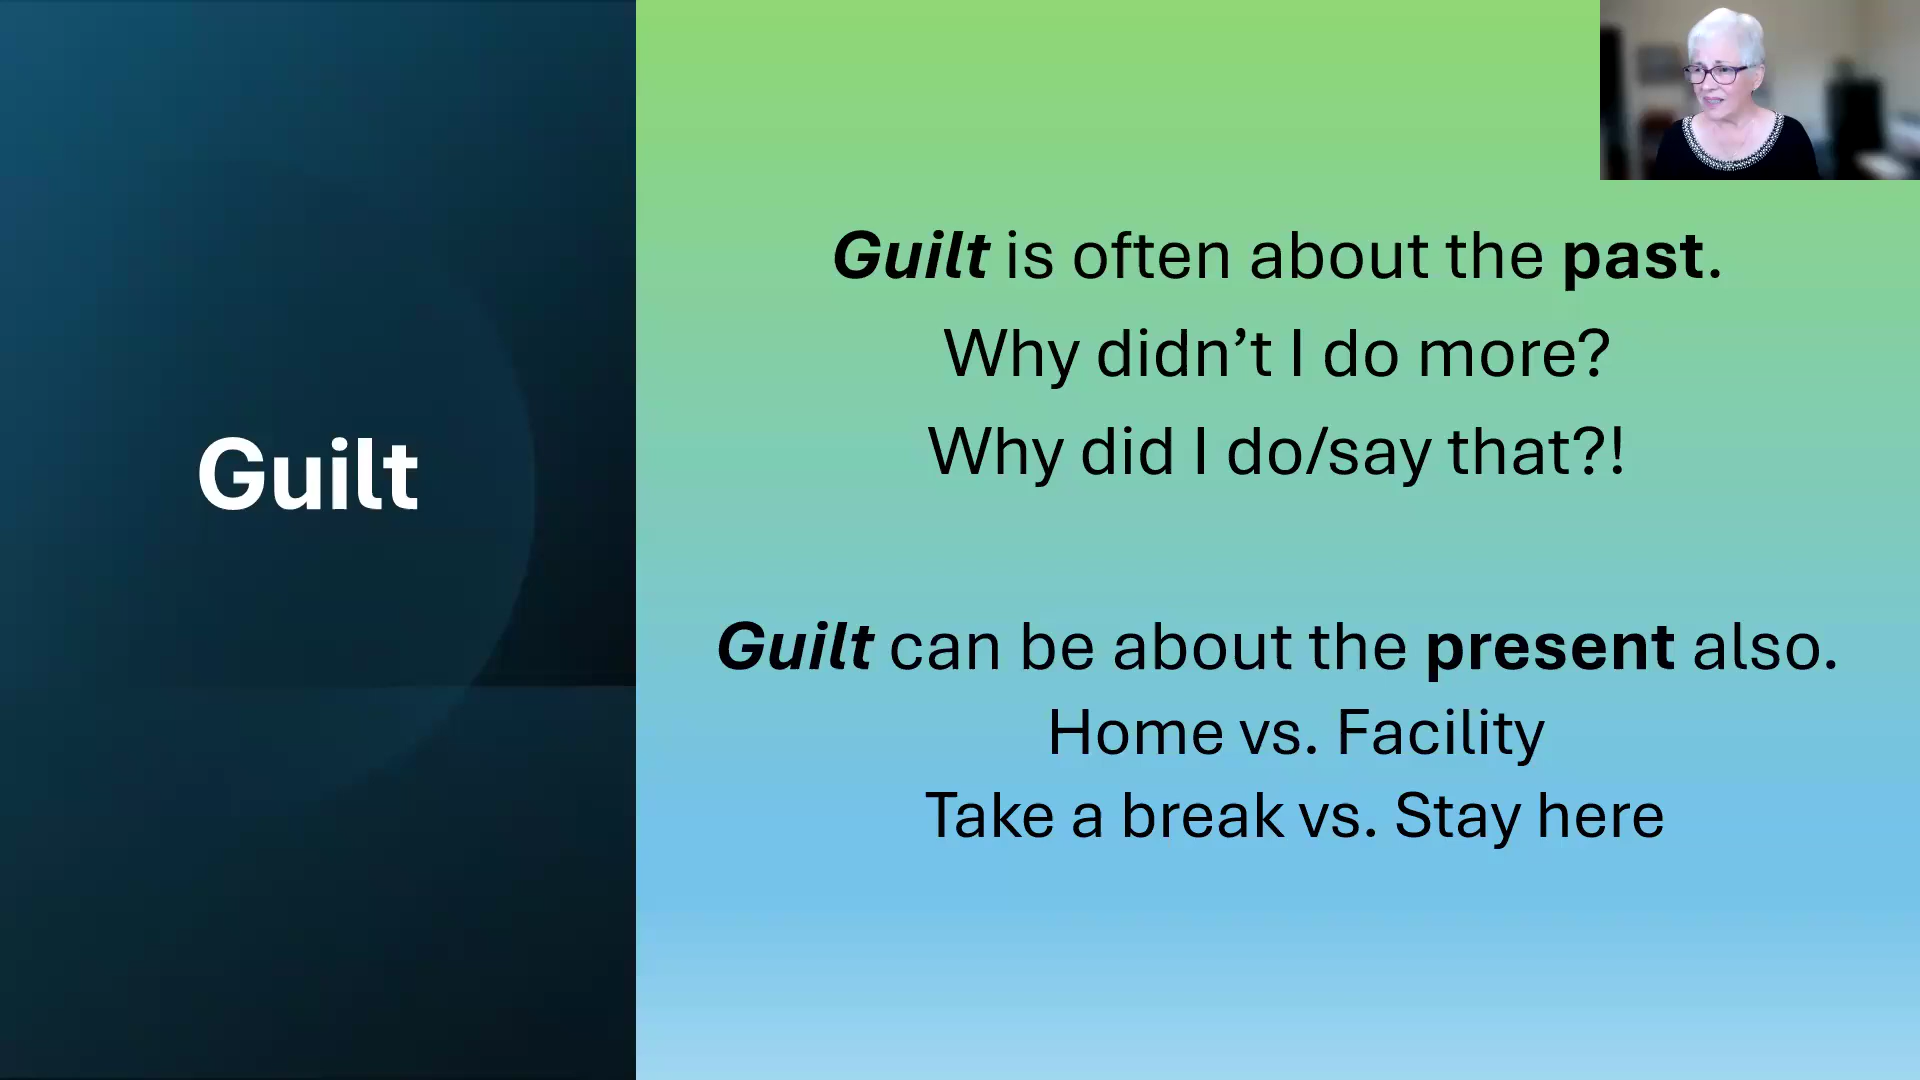 Guilt
Guilt is often about the past.
Why didn’t I do more?
Why did I do/say that?!
Guilt can be about the present also.
Home vs. Facility
Take a break vs. Stay here